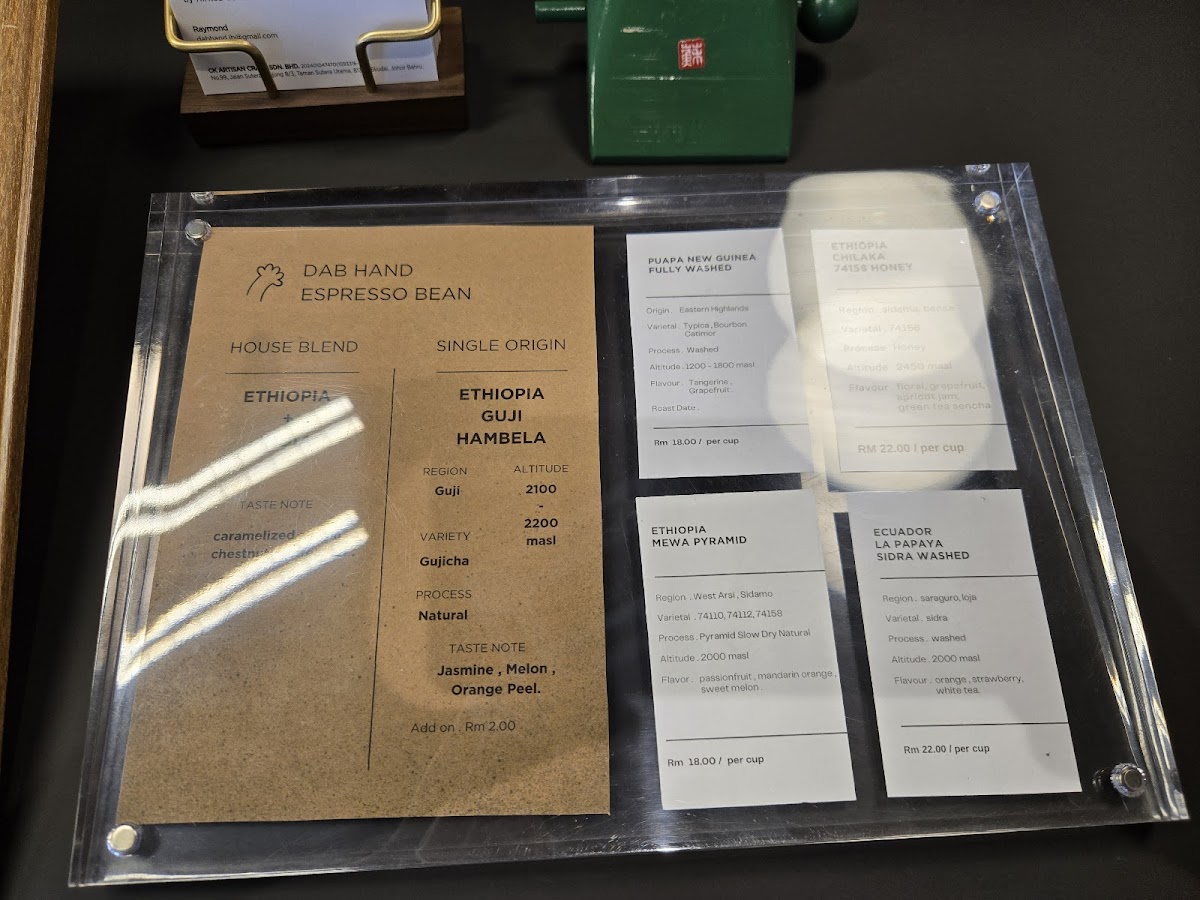 Raymond
DAB HAND
ESPRESSO BEAN
HOUSE BLEND
ETHIOPIA
+
TASTE NOTE
caramelized
SINGLE ORIGIN
ETHIOPIA
GUJI
HAMBELA
REGION
Guji
ALTITUDE
2100
-
2200
masl
VARIETY
Gujicha
PROCESS
Natural
TASTE NOTE
Jasmine , Melon ,
Orange Peel.
Add on . Rm 2.00
PUAPA NEW GUINEA
FULLY WASHED
Origin . Eastern Highlands
Varietal . Typica , Bourbon
Catimor
Process . Washed
Altitude . 1200 - 1800 masl
Flavour . Tangerine ,
Grapefruit
Roast Date .
Rm 18.00 / per cup
ETHIOPIA
CHILAKA
74158 HONEY
Region . sidama, bensa
Varietal . 74158
Process . Honey
Altitude . 2450 masl
Flavour . floral, grapefruit,
apricot jam,
green tea sencha
RM 22.00 / per cup
ETHIOPIA
MEWA PYRAMID
Region . West Arsi , Sidamo
Varietal . 74110, 74112, 74158
Process . Pyramid Slow Dry Natural
Altitude . 2000 masl
Flavor . passionfruit , mandarin orange ,
sweet melon .
Rm 18.00 / per cup
ECUADOR
LA PAPAYA
SIDRA WASHED
Region . saraguro, loja
Varietal . sidra
Process . washed
Altitude . 2000 masl
Flavour . orange , strawberry,
white tea.
Rm 22.00 / per cup